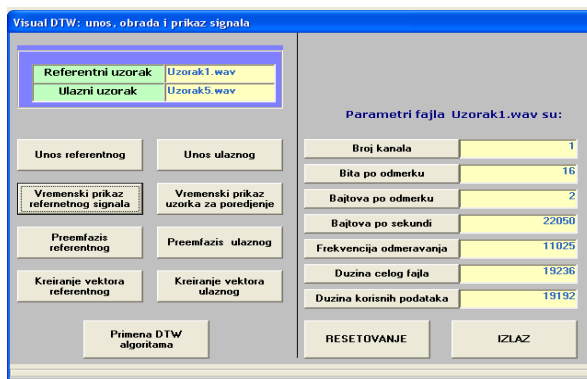 Visual DTW: unos, obrada i prikaz signala
Referentni uzorak Uzorak1.wav
Ulazni uzorak Uzorak5.wav
Unos referentnog
Unos ulaznog
Vremenski prikaz
refernetnog signala
Vremenski prikaz
uzorka za poredjenje
Preemfazis
referentnog
Preemfazis ulaznog
Kreiranje vektora
referentnog
Kreiranje vektora
ulaznog
Primena DTW
algoritama
Parametri fajla Uzorak1.wav su:
Broj kanala 1
Bita po odmerku 16
Bajtova po odmerku 2
Bajtova po sekundi 22050
Frekvencija odmeravanja 11025
Duzina celog fajla 19236
Duzina korisnih podataka 19192
RESETOVANJE
IZLAZ